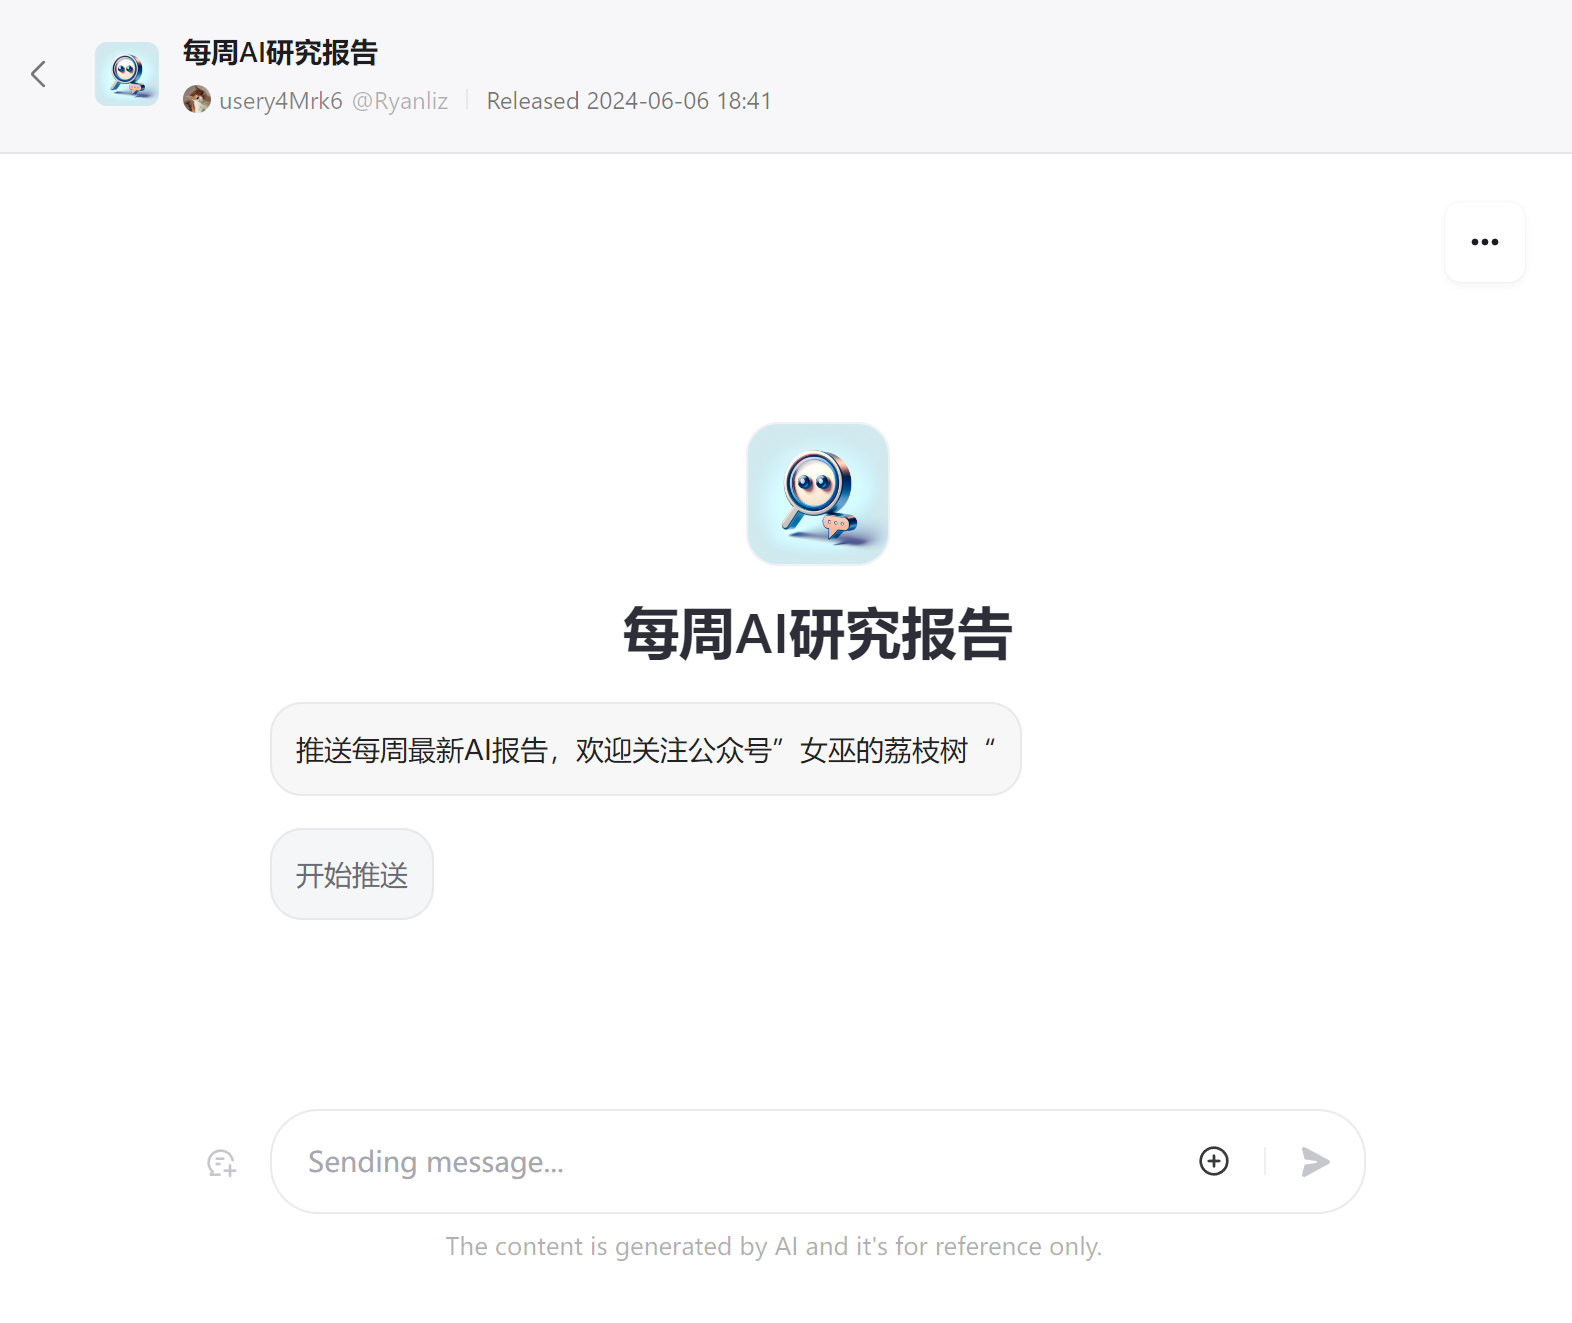 每周AI研究报告
usery4Mrk6 @Ryanliz Released 2024-06-06 18:41
每周AI研究报告
推送每周最新AI报告，欢迎关注公众号”女巫的荔枝树“
开始推送
Sending message...
The content is generated by AI and it's for reference only.